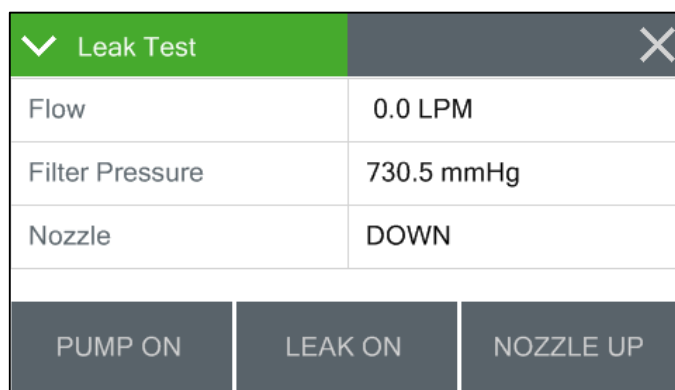 Leak Test
Flow 0.0 LPM
Filter Pressure 730.5 mmHg
Nozzle DOWN
PUMP ON LEAK ON NOZZLE UP